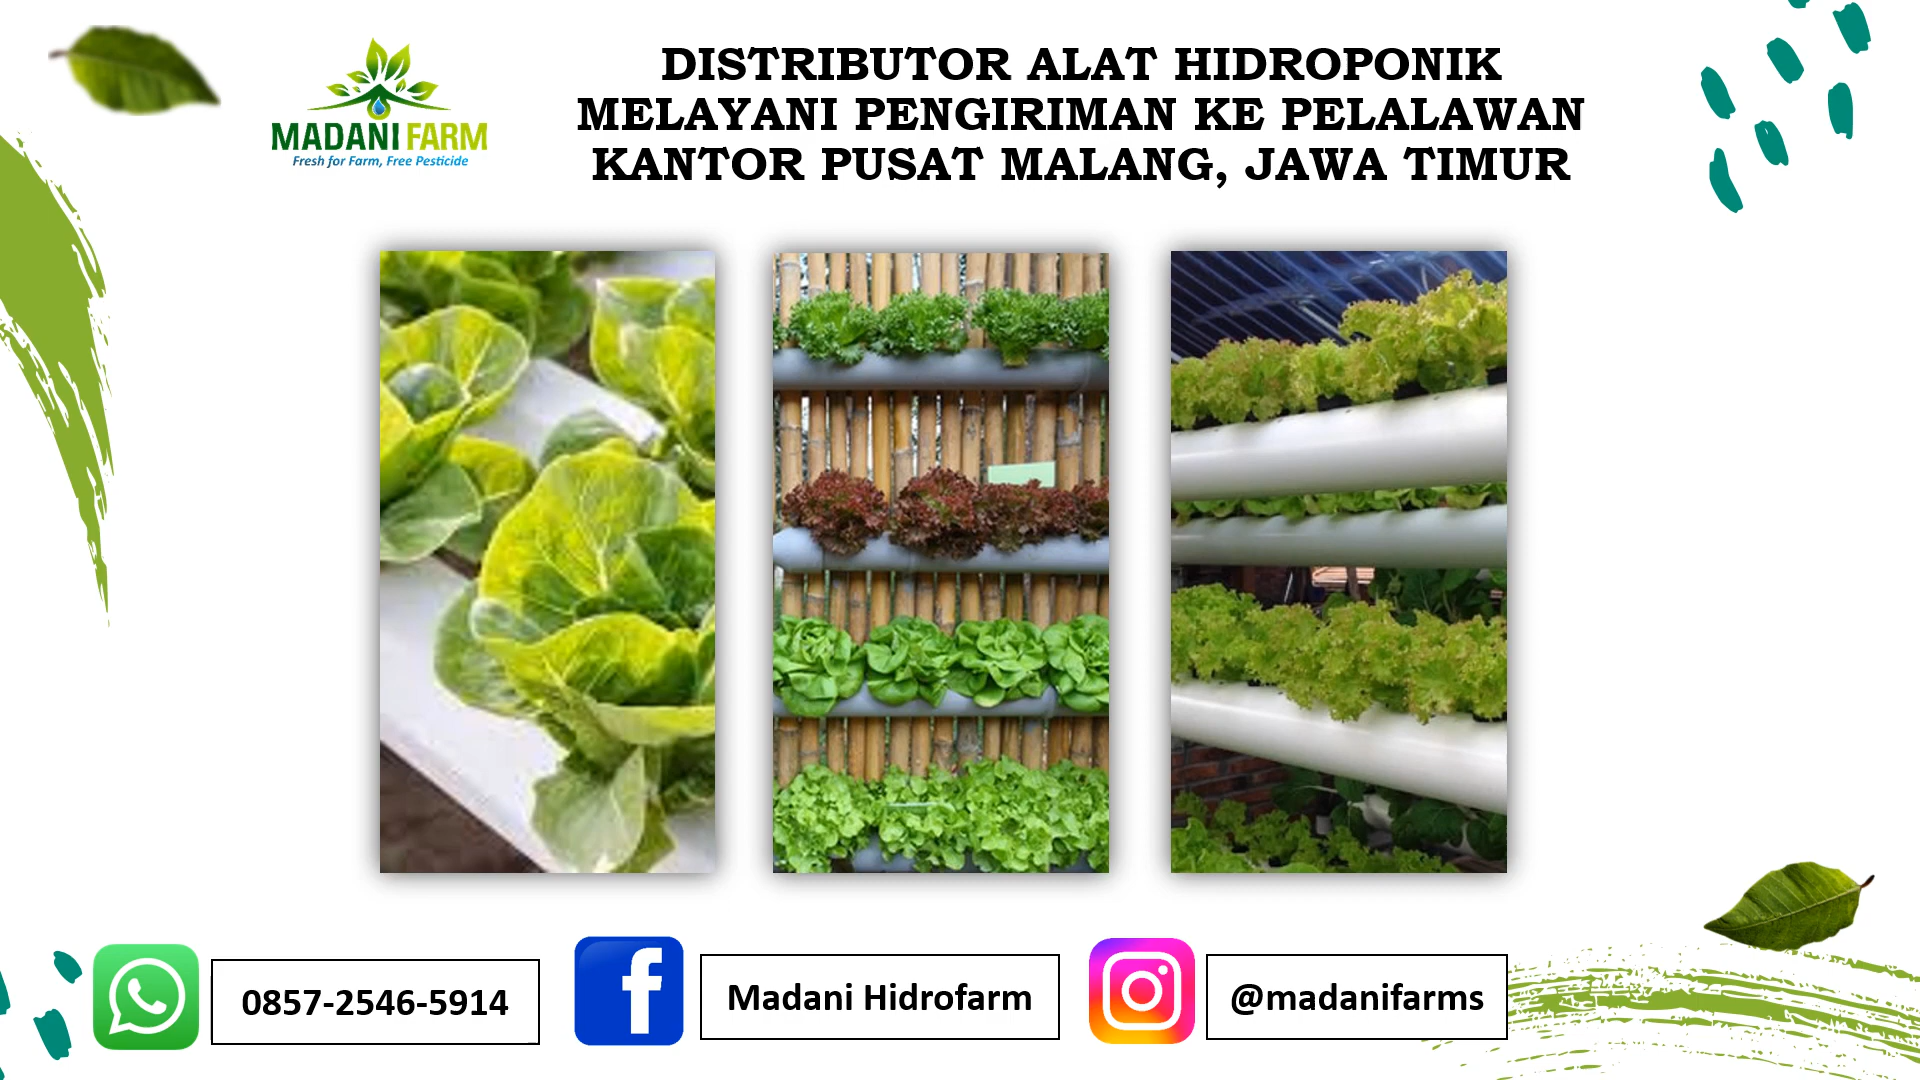 MADANI FARM
Fresh for Farm, Free Pesticide
DISTRIBUTOR ALAT HIDROPONIK
MELAYANI PENGIRIMAN KE PELALAWAN
KANTOR PUSAT MALANG, JAWA TIMUR
0857-2546-5914
Madani Hidrofarm
@madanifarms